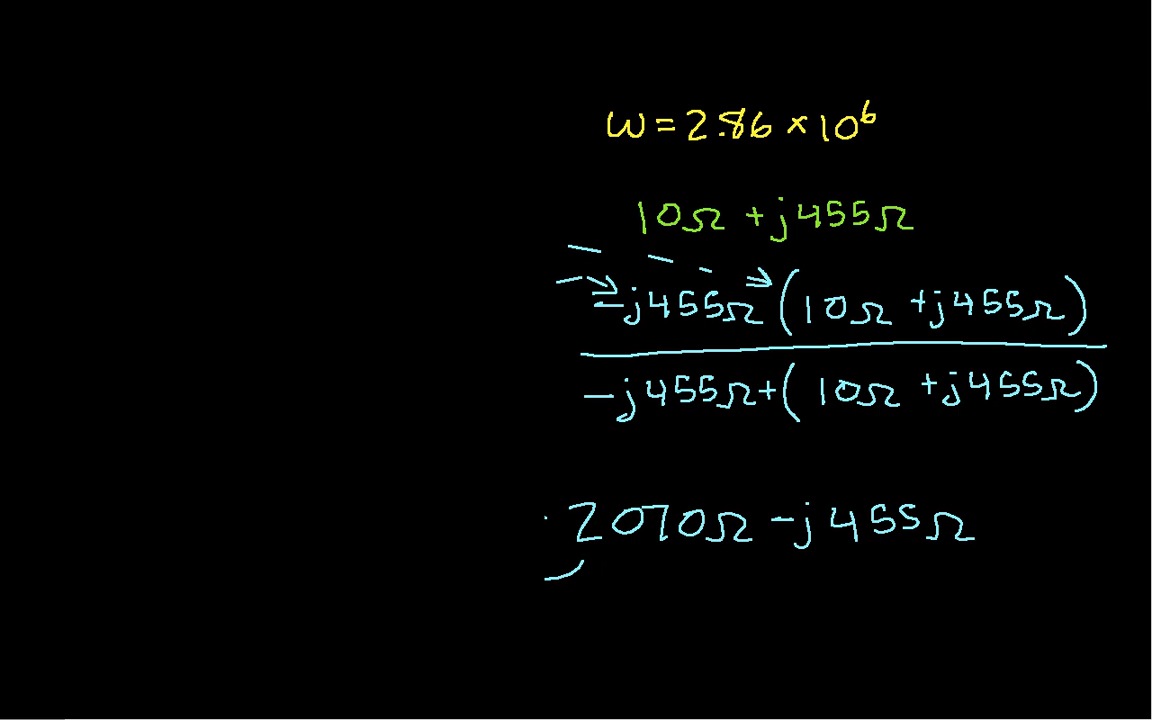 ω = 2.86 × 10⁶
10Ω + j455Ω
-j455Ω (10Ω + j455Ω)
-j455Ω + (10Ω + j455Ω)
2070Ω - j455Ω